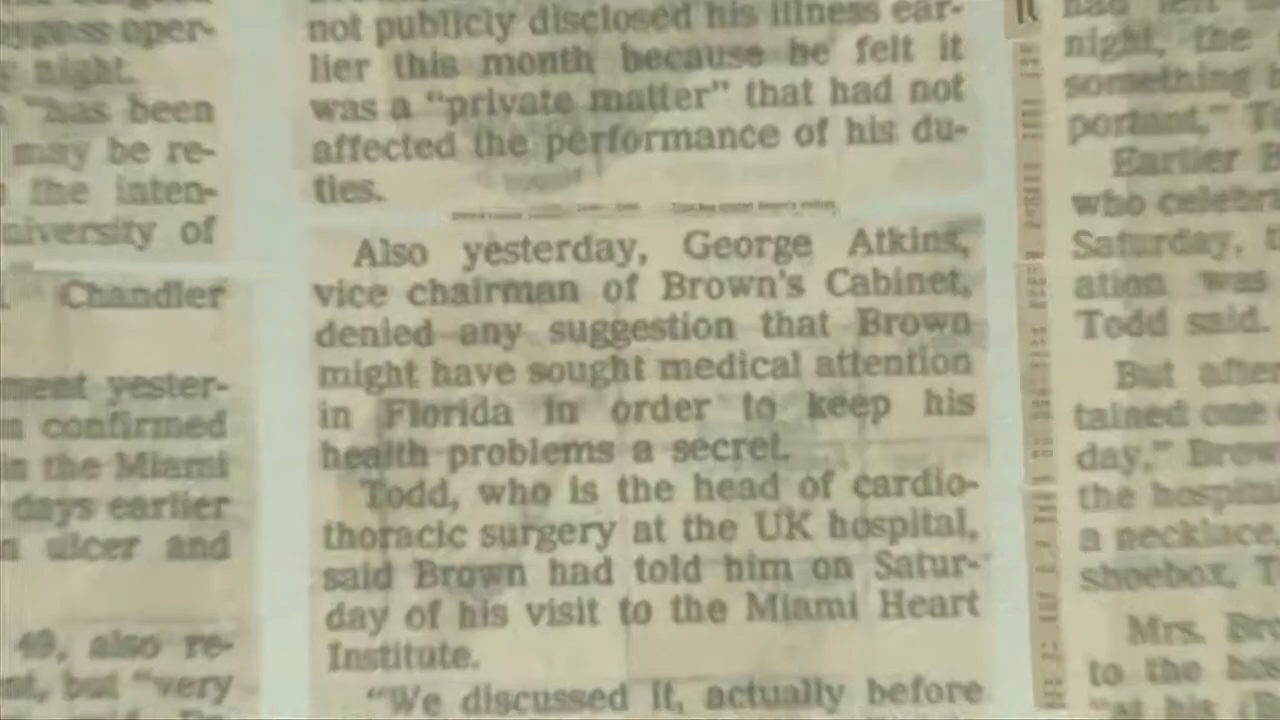 ypass oper-
night.
"has been
may be re-
the inten-
niversity of
Chandler
ment yester-
confirmed
in the Miami
days earlier
ulcer and
49, also re-
but "very
not publicly disclosed his illness ear-
lier this month because he felt it
was a "private matter" that had not
affected the performance of his du-
ties.
Also yesterday, George Atkins,
vice chairman of Brown's Cabinet,
denied any suggestion that Brown
might have sought medical attention
in Florida in order to keep his
health problems a secret.
Todd, who is the head of cardio-
thoracic surgery at the UK hospital,
said Brown had told him on Satur-
day of his visit to the Miami Heart
Institute.
"We discussed it, actually before
had left
night, the
something
portant,"
Earlier
who celebra
Saturday,
ation was
Todd said.
But after
tained one
day," Brow
the hospita
a necklace
shoebox, T
Mrs. Bro
to the hos